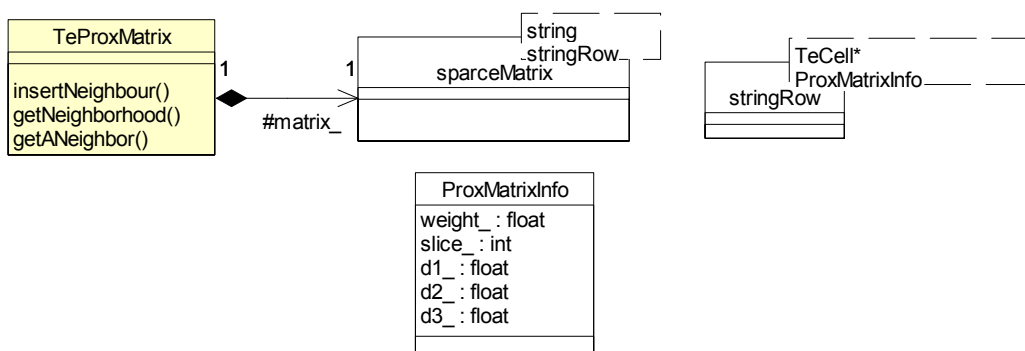 TeProxMatrix
insertNeighbour()
getNeighborhood()
getANeighbor()
1
1
#matrix_
string
stringRow
sparceMatrix
TeCell*
ProxMatrixInfo
stringRow
ProxMatrixInfo
weight_ : float
slice_ : int
d1_ : float
d2_ : float
d3_ : float